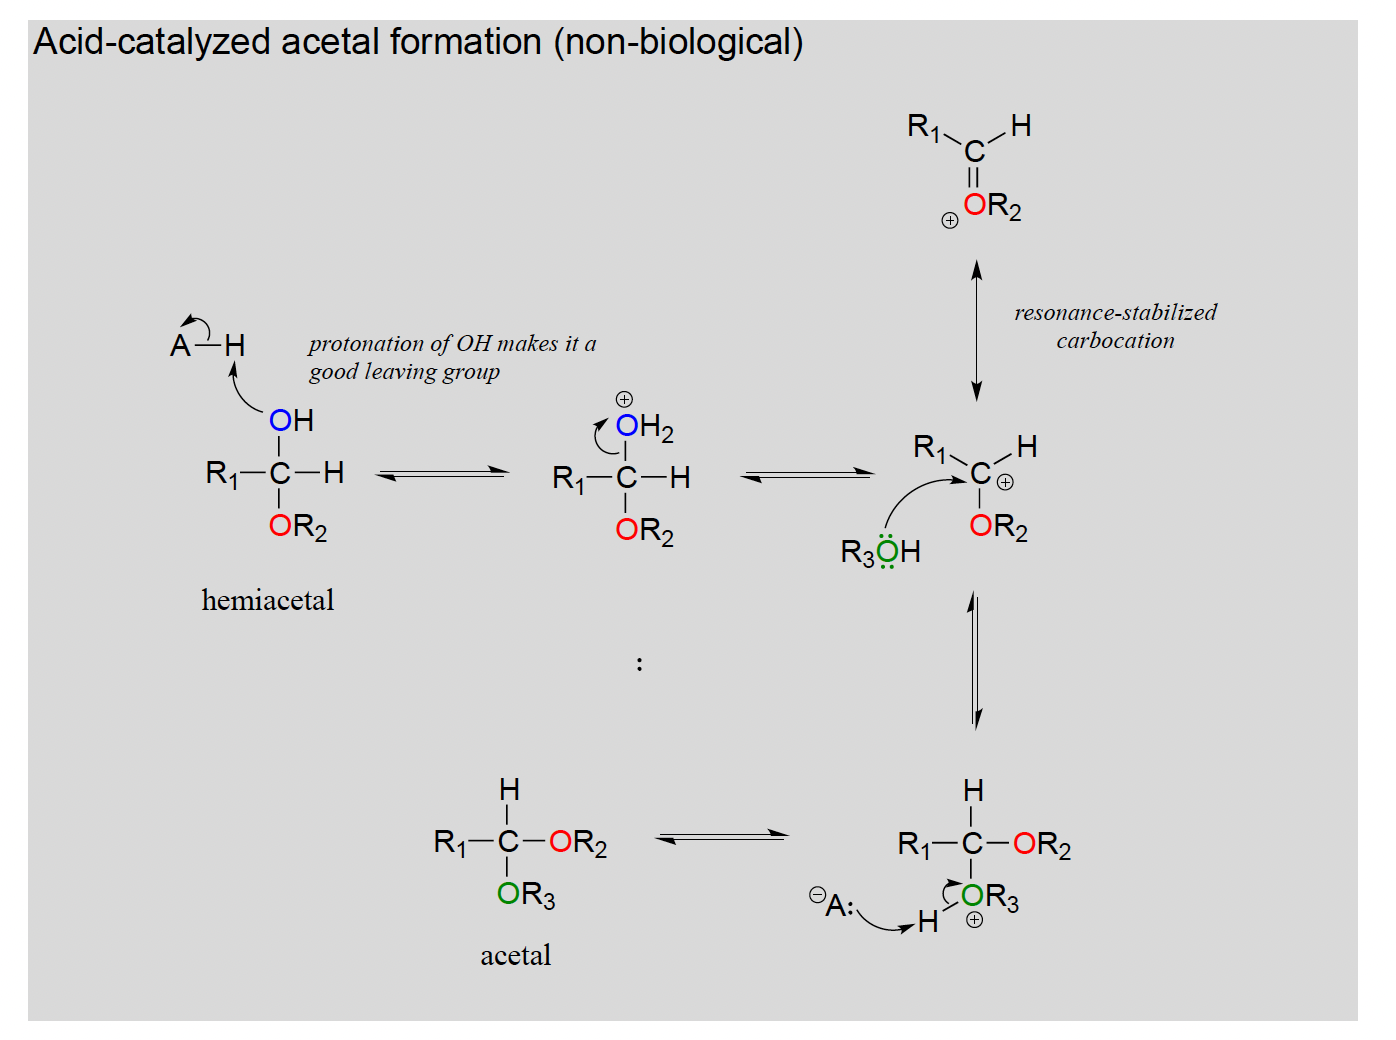 Acid-catalyzed acetal formation (non-biological)
R1 C H
⊕ OR2
resonance-stabilized
carbocation
A—H
protonation of OH makes it a
good leaving group
OH
R1—C—H
OR2
hemiacetal
⊕
OH2
R1—C—H
OR2
R1 H
C ⊕
OR2
R3OH
:
H
R1—C—OR2
OR3
acetal
H
R1—C—OR2
OR3
⊕
H
⊖A: